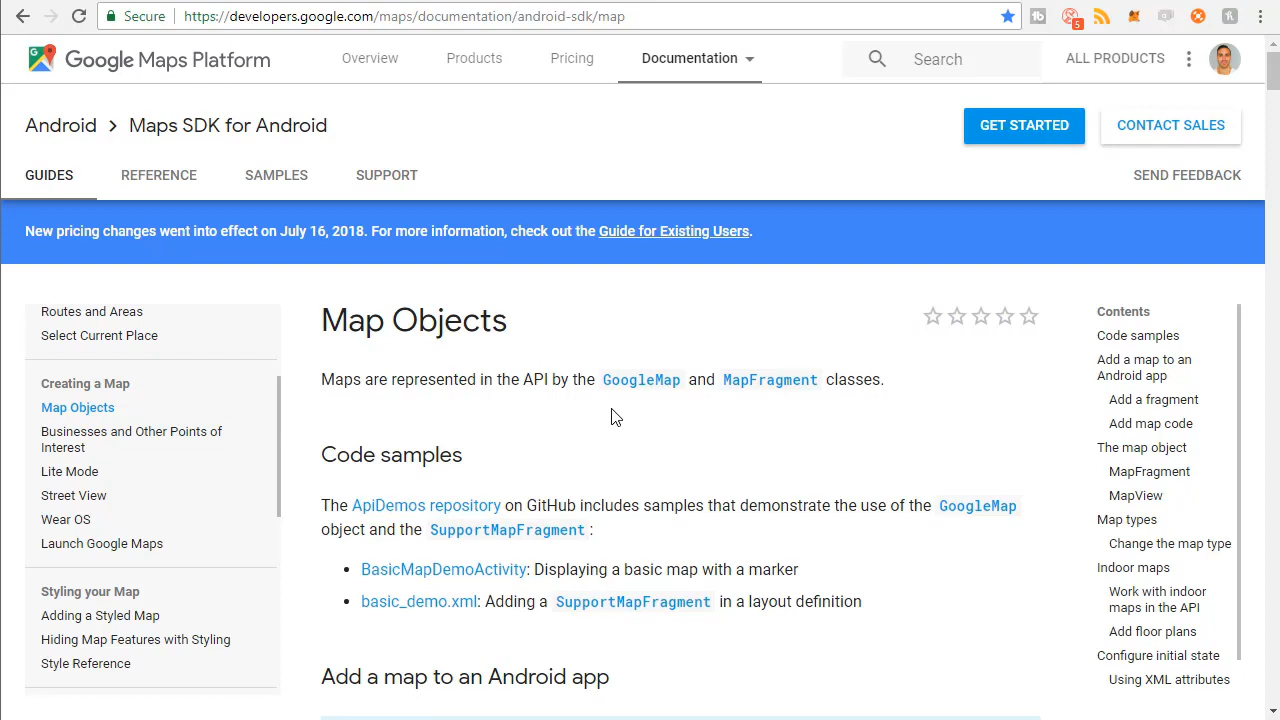 Secure https://developers.google.com/maps/documentation/android-sdk/map
5
Google Maps Platform Overview Products Pricing Documentation Search ALL PRODUCTS
Android Maps SDK for Android GET STARTED CONTACT SALES
GUIDES REFERENCE SAMPLES SUPPORT SEND FEEDBACK
New pricing changes went into effect on July 16, 2018. For more information, check out the Guide for Existing Users.
Routes and Areas
Select Current Place
Creating a Map
Map Objects
Businesses and Other Points of
Interest
Lite Mode
Street View
Wear OS
Launch Google Maps
Styling your Map
Adding a Styled Map
Hiding Map Features with Styling
Style Reference
Map Objects
Maps are represented in the API by the GoogleMap and MapFragment classes.
Code samples
The ApiDemos repository on GitHub includes samples that demonstrate the use of the GoogleMap
object and the SupportMapFragment :
• BasicMapDemoActivity: Displaying a basic map with a marker
• basic_demo.xml: Adding a SupportMapFragment in a layout definition
Add a map to an Android app
Contents
Code samples
Add a map to an
Android app
Add a fragment
Add map code
The map object
MapFragment
MapView
Map types
Change the map type
Indoor maps
Work with indoor
maps in the API
Add floor plans
Configure initial state
Using XML attributes